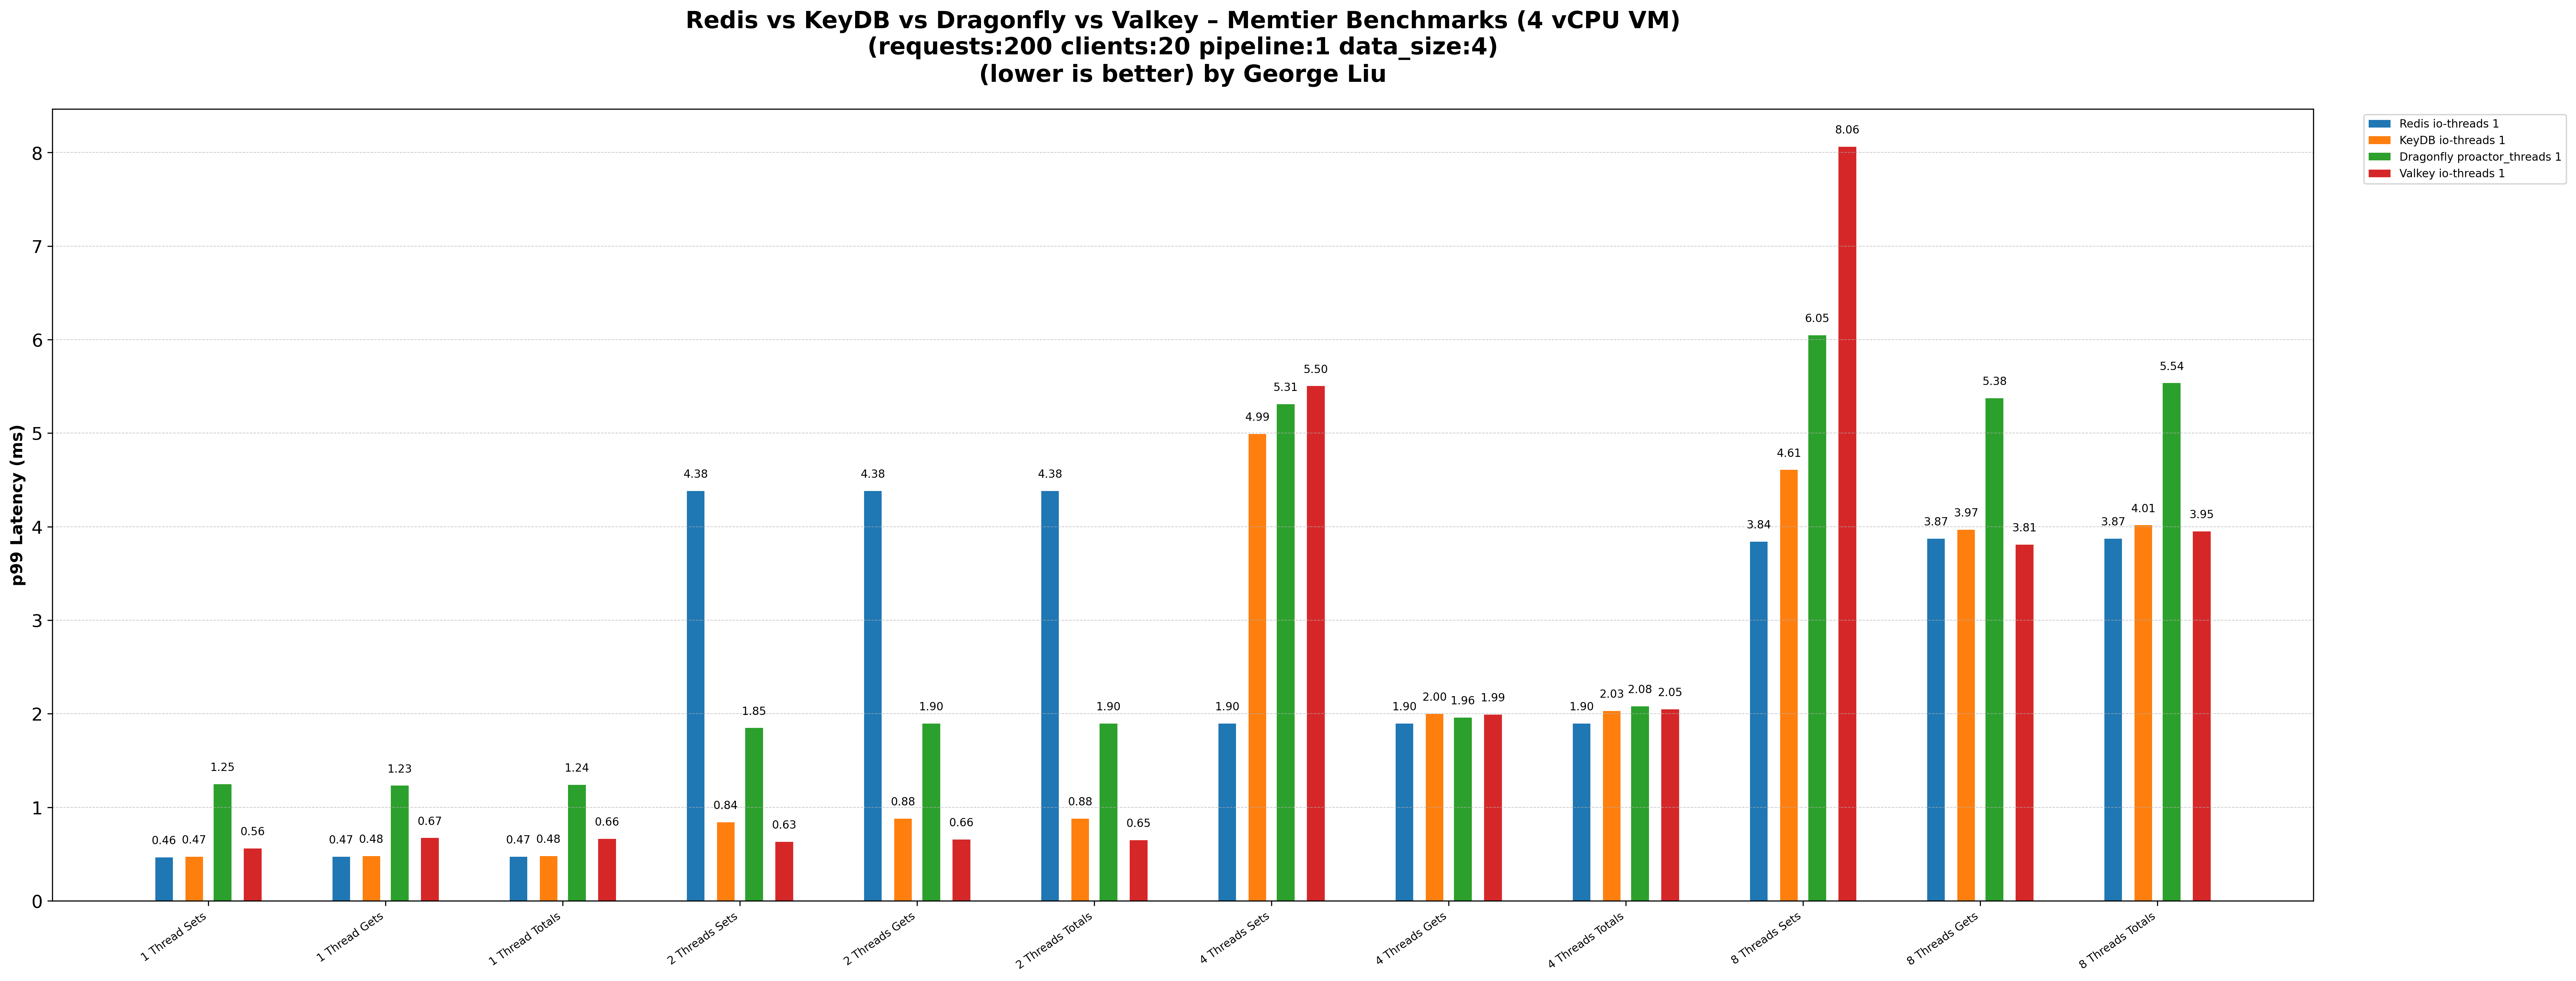 Redis vs KeyDB vs Dragonfly vs Valkey – Memtier Benchmarks (4 vCPU VM)
(requests:200 clients:20 pipeline:1 data_size:4)
(lower is better) by George Liu
Redis io-threads 1
KeyDB io-threads 1
Dragonfly proactor_threads 1
Valkey io-threads 1
p99 Latency (ms)
8
7
6
5
4
3
2
1
0
0.46 0.47 1.25 0.56
0.47 0.48 1.23 0.67
0.47 0.48 1.24 0.66
4.38 0.84 1.85 0.63
4.38 0.88 1.90 0.66
4.38 0.88 1.90 0.65
1.90 4.99 5.31 5.50
1.90 2.00 1.96 1.99
1.90 2.03 2.08 2.05
3.84 4.61 6.05 8.06
3.87 3.97 5.38 3.81
3.87 4.01 5.54 3.95
1 Thread Sets
1 Thread Gets
1 Thread Totals
2 Threads Sets
2 Threads Gets
2 Threads Totals
4 Threads Sets
4 Threads Gets
4 Threads Totals
8 Threads Sets
8 Threads Gets
8 Threads Totals